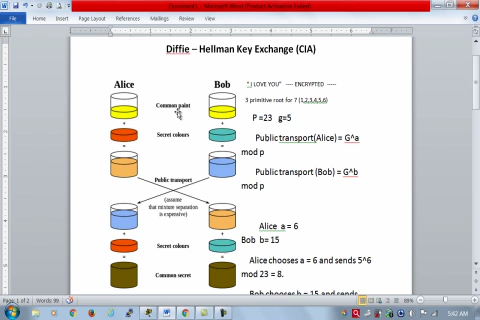 File
Home
Insert
Page Layout
References
Mailings
Review
View
Diffie – Hellman Key Exchange (CIA)
Alice
Bob
Common paint
Secret colours
Public transport
(assume
that mixture separation
is expensive)
Secret colours
Common secret
" I LOVE YOU" ---- ENCRYPTED ----
3 primitive root for 7 (1,2,3,4,5,6)
P =23 g=5
Public transport(Alice) = G^a
mod p
Public transport (Bob) = G^b
mod p
Alice a = 6
Bob b= 15
Alice chooses a = 6 and sends 5^6
mod 23 = 8.
Bob chooses b = 15 and sends
Page: 1 of 2
Words: 99
89%
5:42 AM